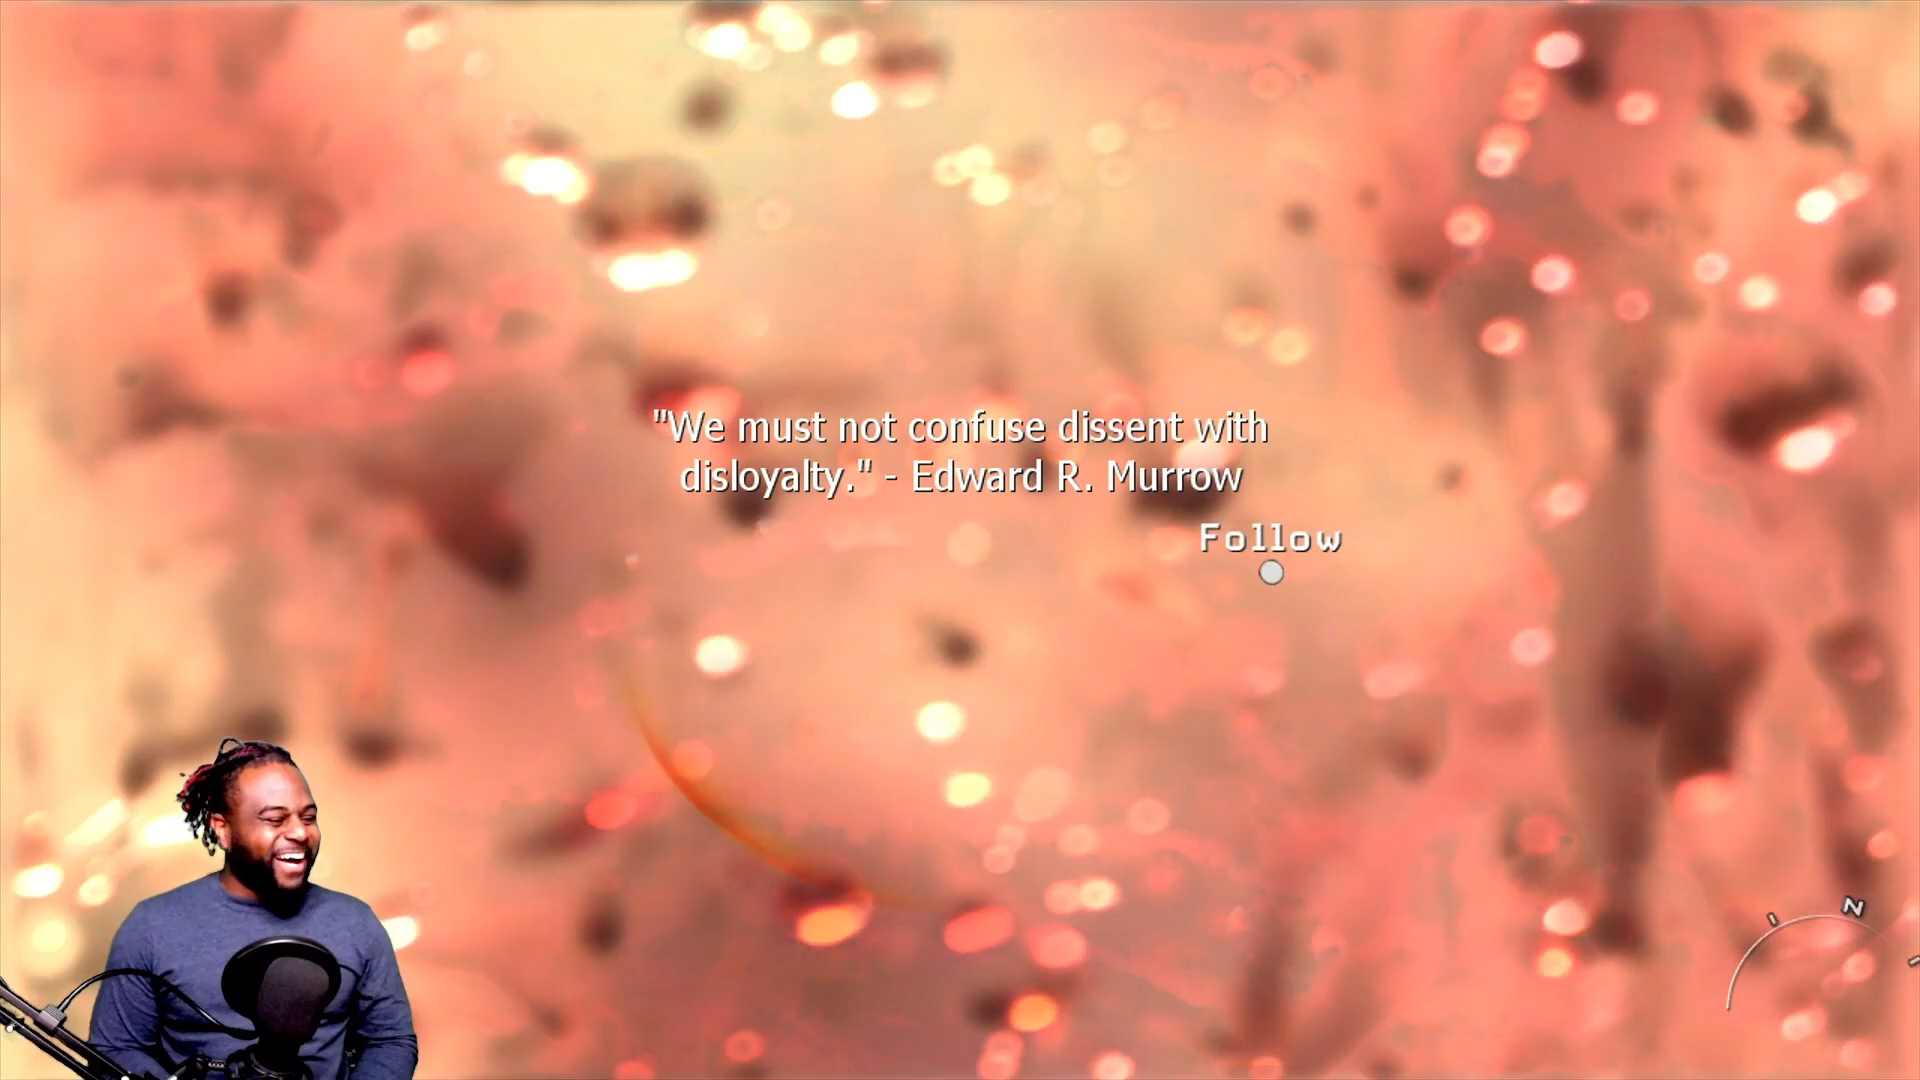 "We must not confuse dissent with
disloyalty." - Edward R. Murrow
Follow
N